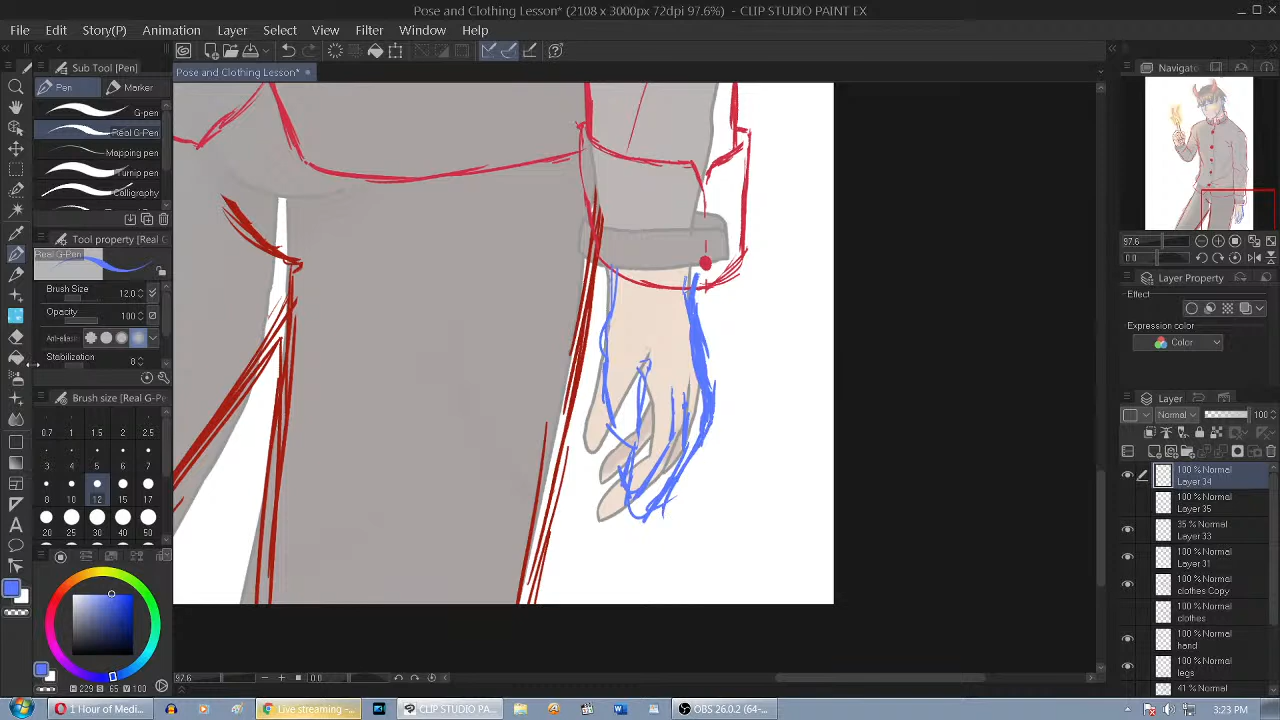 Pose and Clothing Lesson* (2108 x 3000px 72dpi 97.6%) - CLIP STUDIO PAINT EX
File Edit Story(P) Animation Layer Select View Filter Window Help
Sub Tool [Pen] Pose and Clothing Lesson* Navigator
Pen Marker
G-pen
Real G-Pen
Mapping pen
Turnip pen
Calligraphy
Tool property [Real G 97.6
Real G-Pen 0.0
Brush Size 12.0 Layer Property
Opacity 100 Effect
Anti-aliasi Expression color
Stabilization 0 Color
Brush size [Real G-Pe Layer
Normal 100
0.7 1 1.5 2 2.5
3 4 5 6 7
8 10 12 15 17
20 25 30 40 50
100 % Normal
Layer 34
100 % Normal
Layer 35
35 % Normal
Layer 33
100 % Normal
Layer 31
100 % Normal
clothes Copy
100 % Normal
clothes
100 % Normal
hand
100 % Normal
legs
41 % Normal
97.6 0.0
229 65 100
1 Hour of Medi... Live streaming -... CLIP STUDIO PA... OBS 26.0.2 (64-... 3:23 PM